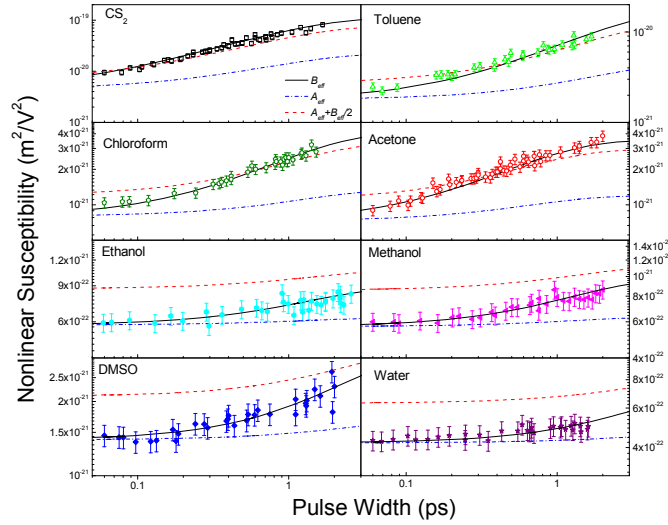 CS2
Toluene
10^-19
10^-20
10^-20
10^-21
B_eff
A_eff
A_eff+B_eff/2
10^-21
Chloroform
Acetone
4x10^-21
3x10^-21
2x10^-21
10^-21
4x10^-21
3x10^-21
2x10^-21
10^-21
Ethanol
Methanol
1.2x10^-21
9x10^-22
6x10^-22
1.4x10^-2
1.2x10^-2
10^-21
8x10^-22
6x10^-22
DMSO
Water
2.5x10^-21
2x10^-21
1.5x10^-21
10^-21
4x10^-22
8x10^-22
6x10^-22
4x10^-22
0.1
1
0.1
1
Nonlinear Susceptibility (m^2/V^2)
Pulse Width (ps)